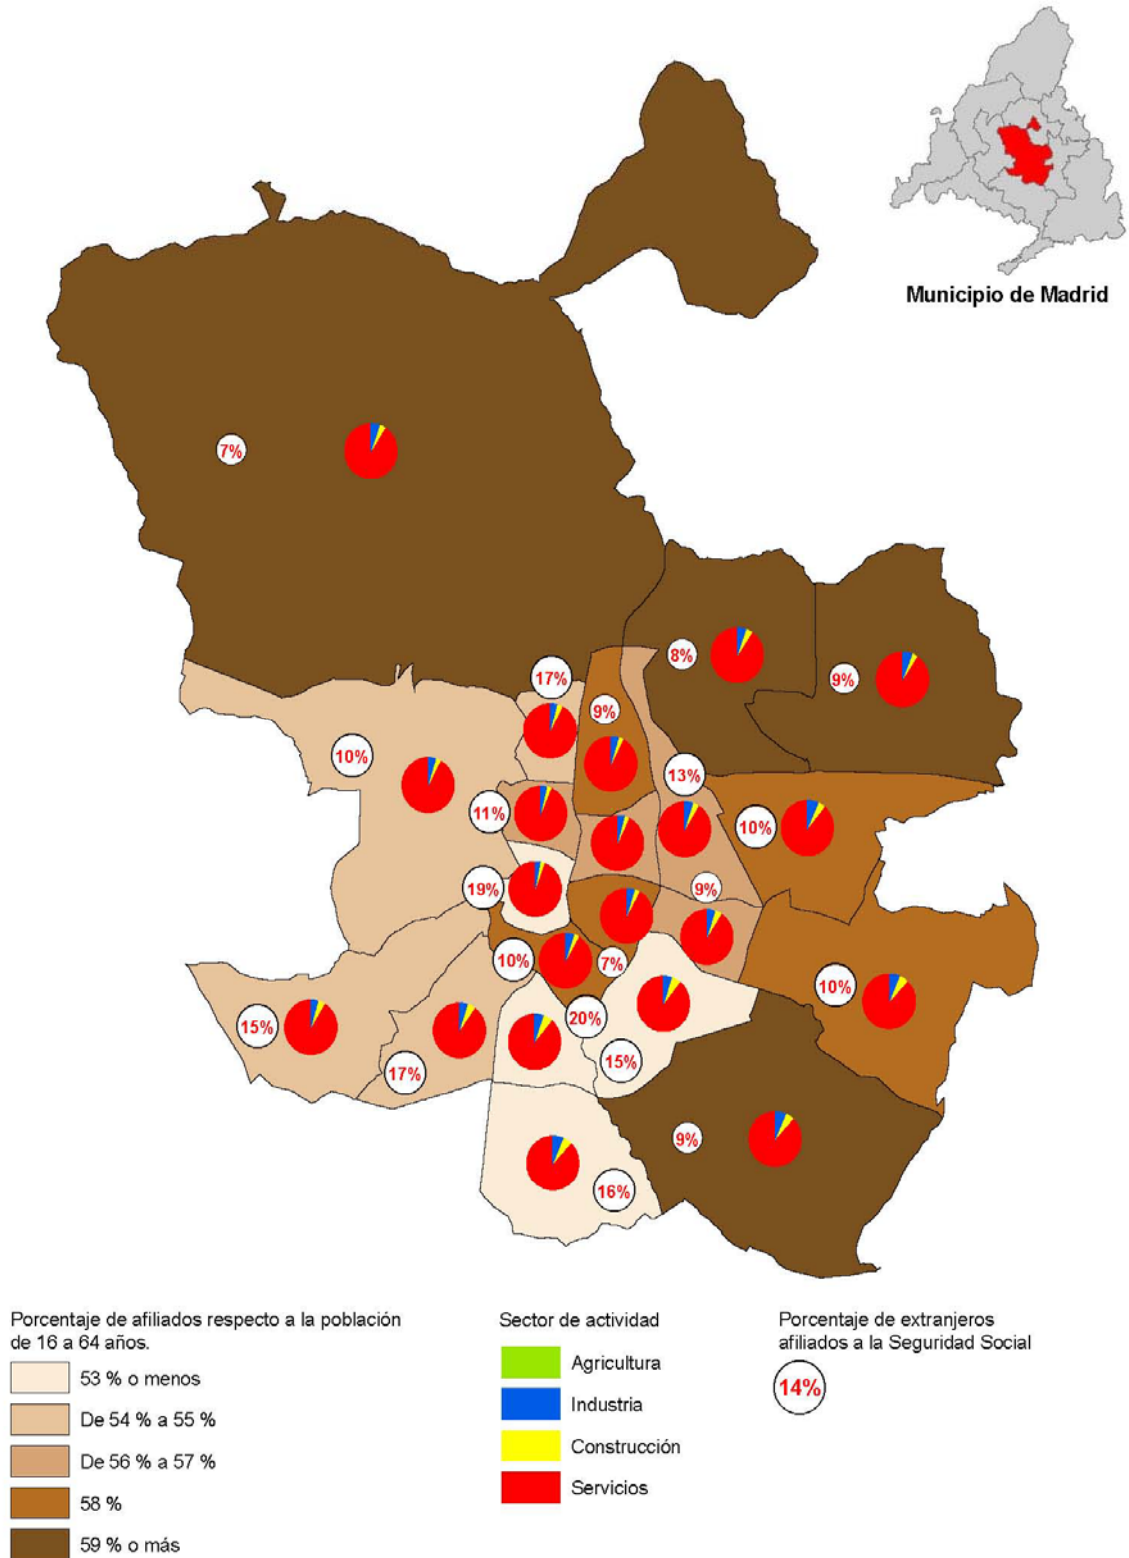 Municipio de Madrid
7%
8%
9%
17%
9%
10%
13%
11%
10%
19%
9%
10%
7%
10%
20%
15%
17%
15%
9%
16%
Porcentaje de afiliados respecto a la población
de 16 a 64 años.
53 % o menos
De 54 % a 55 %
De 56 % a 57 %
58 %
59 % o más
Sector de actividad
Agricultura
Industria
Construcción
Servicios
Porcentaje de extranjeros
afiliados a la Seguridad Social
14%